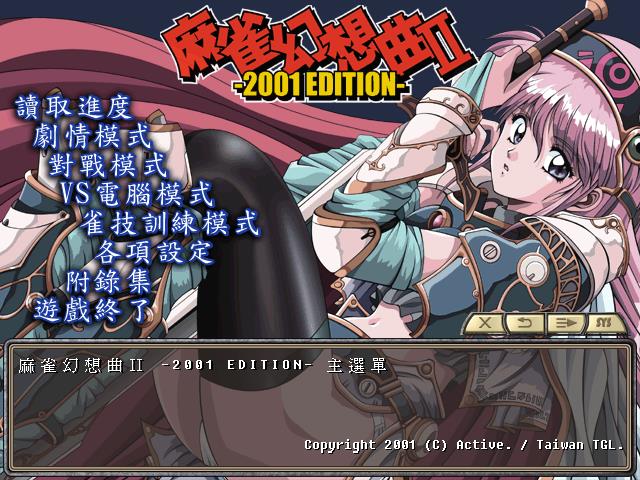 麻雀幻想曲II
-2001 EDITION-
讀取進度
劇情模式
對戰模式
VS電腦模式
雀技訓練模式
各項設定
附錄集
遊戲終了
X
SYS
麻雀幻想曲II -2001 EDITION- 主選單
Copyright 2001 (C) Active. / Taiwan TGL.